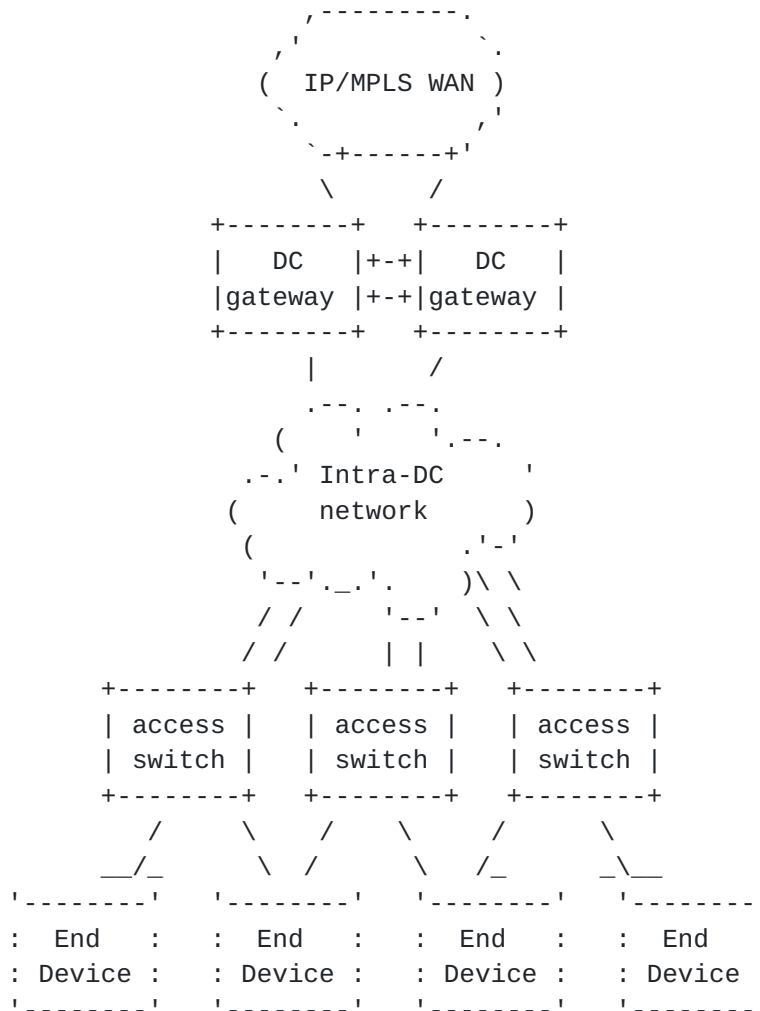 IP/MPLS WAN
DC |+-+| DC
gateway |+-+|gateway
Intra-DC
network
access access access
switch switch switch
End End End End
Device Device Device Device